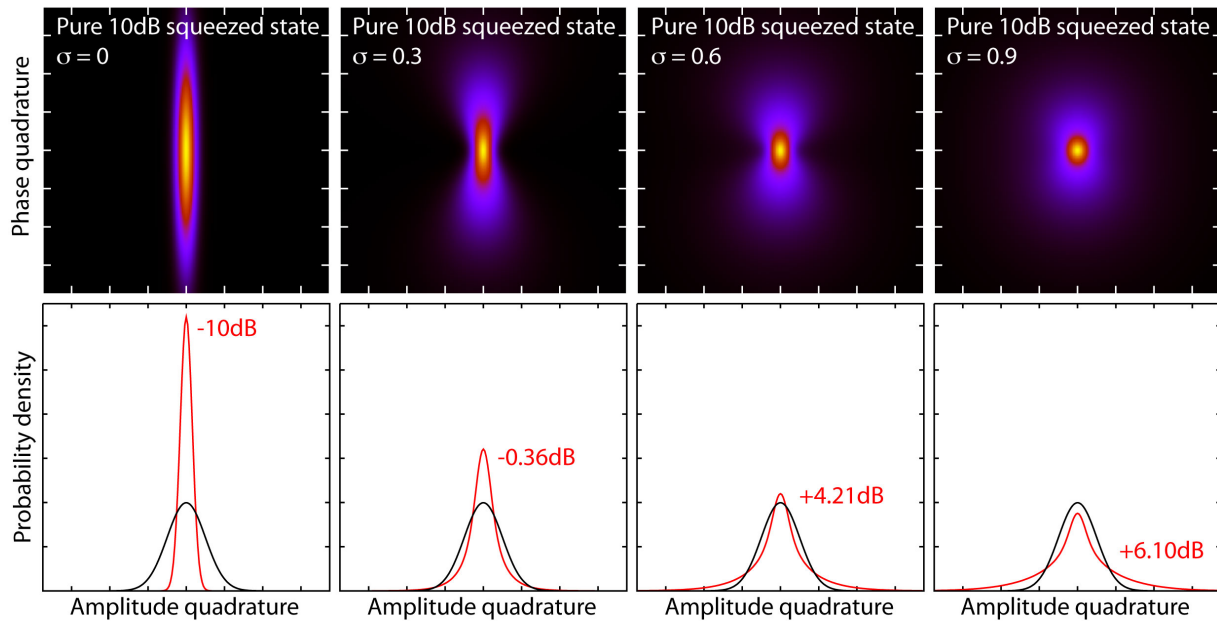 Pure 10dB squeezed state
σ = 0
Pure 10dB squeezed state
σ = 0.3
Pure 10dB squeezed state
σ = 0.6
Pure 10dB squeezed state
σ = 0.9
Phase quadrature
-10dB
-0.36dB
+4.21dB
+6.10dB
Probability density
Amplitude quadrature
Amplitude quadrature
Amplitude quadrature
Amplitude quadrature